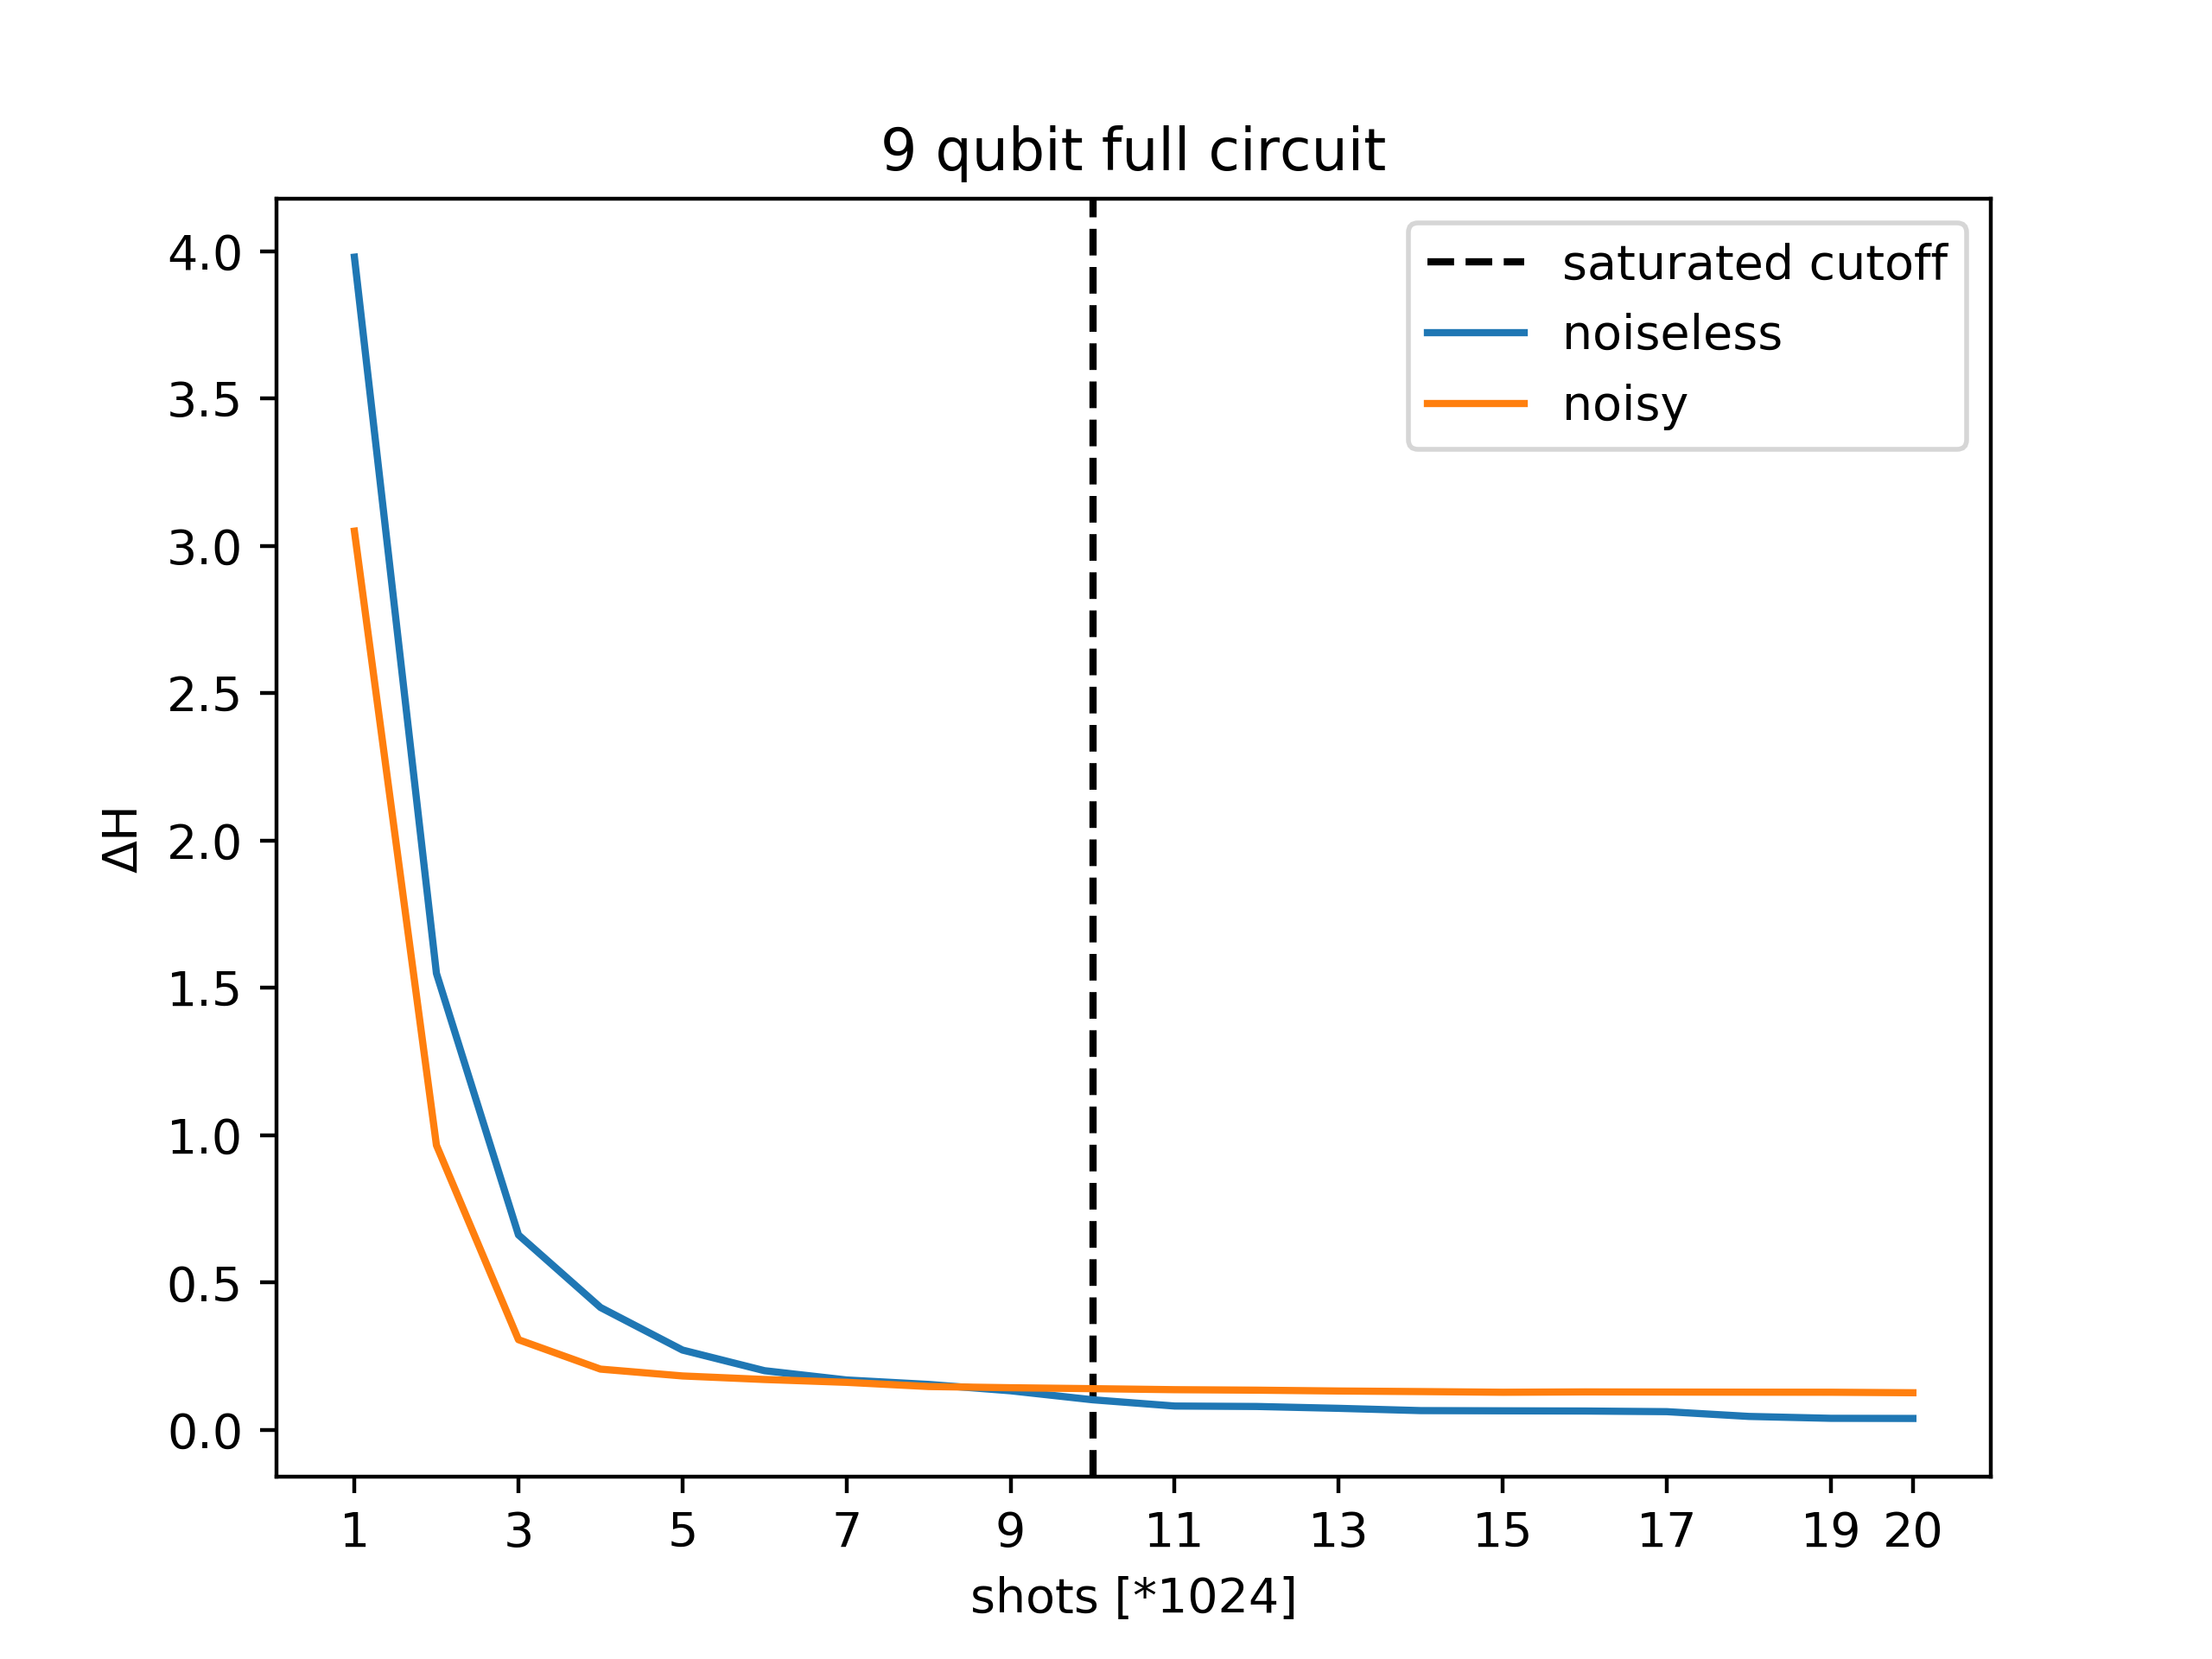 9 qubit full circuit
saturated cutoff
noiseless
noisy
4.0
3.5
3.0
2.5
2.0
1.5
1.0
0.5
0.0
ΔH
1 3 5 7 9 11 13 15 17 19 20
shots [*1024]